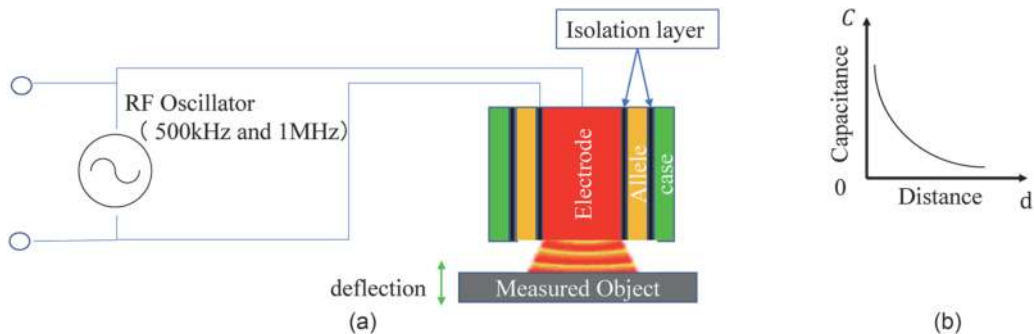 Isolation layer
RF Oscillator
( 500kHz and 1MHz)
Electrode
Allele
case
deflection
Measured Object
(a)
C
Capacitance
0
Distance
d
(b)